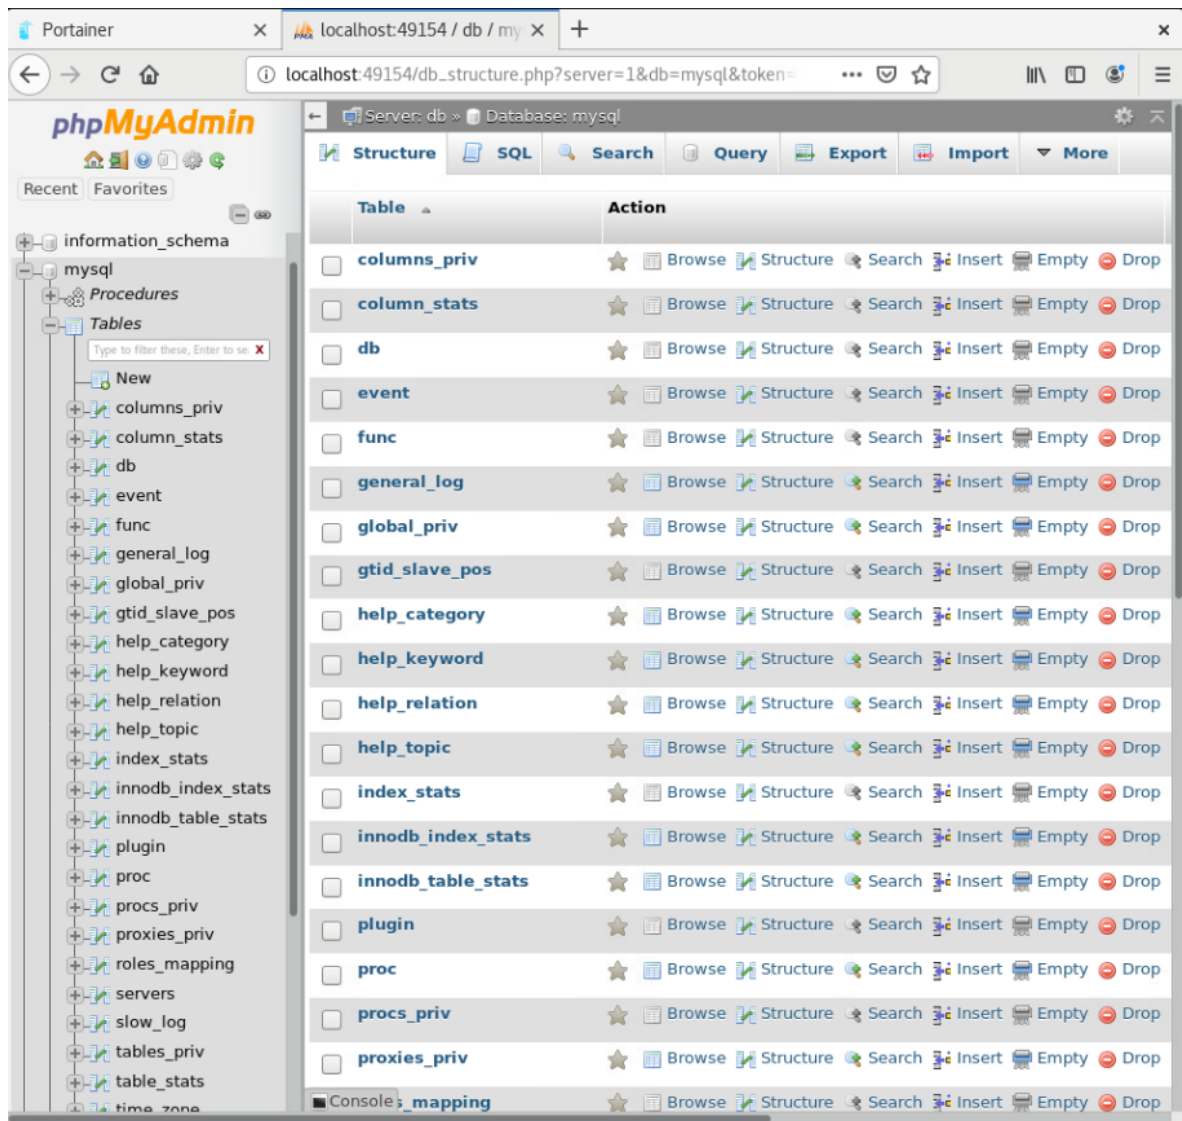 Portainer
localhost:49154 / db / my
localhost:49154/db_structure.php?server=1&db=mysql&token=
phpMyAdmin
Recent Favorites
information_schema
mysql
Procedures
Tables
Type to filter these, Enter to se X
New
columns_priv
column_stats
db
event
func
general_log
global_priv
gtid_slave_pos
help_category
help_keyword
help_relation
help_topic
index_stats
innodb_index_stats
innodb_table_stats
plugin
proc
procs_priv
proxies_priv
roles_mapping
servers
slow_log
tables_priv
table_stats
time_zone
Server: db » Database: mysql
Structure SQL Search Query Export Import More
Table Action
columns_priv Browse Structure Search Insert Empty Drop
column_stats Browse Structure Search Insert Empty Drop
db Browse Structure Search Insert Empty Drop
event Browse Structure Search Insert Empty Drop
func Browse Structure Search Insert Empty Drop
general_log Browse Structure Search Insert Empty Drop
global_priv Browse Structure Search Insert Empty Drop
gtid_slave_pos Browse Structure Search Insert Empty Drop
help_category Browse Structure Search Insert Empty Drop
help_keyword Browse Structure Search Insert Empty Drop
help_relation Browse Structure Search Insert Empty Drop
help_topic Browse Structure Search Insert Empty Drop
index_stats Browse Structure Search Insert Empty Drop
innodb_index_stats Browse Structure Search Insert Empty Drop
innodb_table_stats Browse Structure Search Insert Empty Drop
plugin Browse Structure Search Insert Empty Drop
proc Browse Structure Search Insert Empty Drop
procs_priv Browse Structure Search Insert Empty Drop
proxies_priv Browse Structure Search Insert Empty Drop
Console s_mapping Browse Structure Search Insert Empty Drop